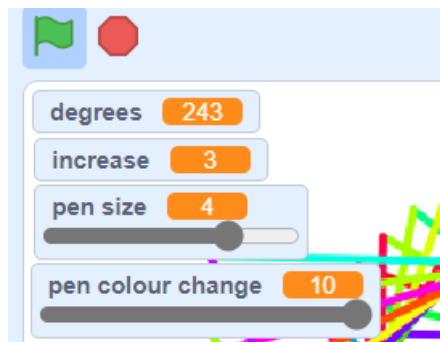 degrees 243
increase 3
pen size 4
pen colour change 10